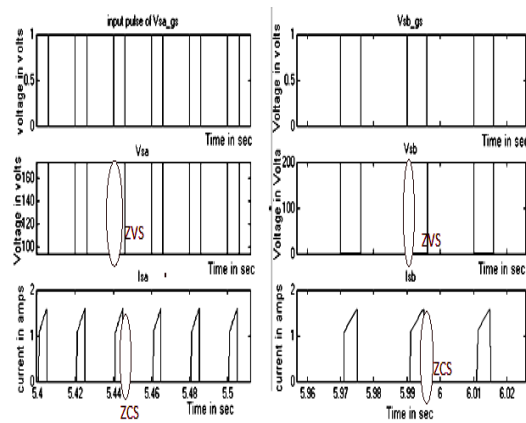 input pulse of Vsa_gs
voltage in volts
1
0.5
0
Time in sec
Vsb_gs
Voltage in volts
1
0.5
0
Time in sec
Vsa
Voltage in Volts
160
140
120
100
ZVS
Time in sec
Vsb
Voltage in Volts
200
100
0
ZVS
Time in sec
Isa
current in amps
2
1
0
5.4 5.42 5.44 5.46 5.48 5.5
ZCS
Time in sec
Isb
current in amps
2
1
0
5.96 5.97 5.98 5.99 6 6.01 6.02
ZCS
Time in sec